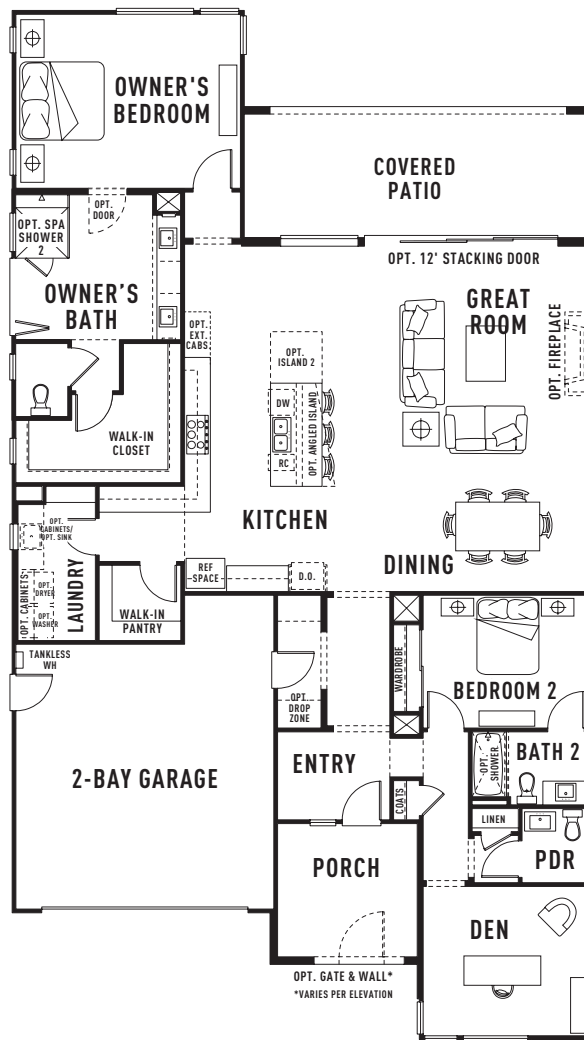 OWNER'S
BEDROOM
COVERED
PATIO
OPT.
DOOR
OPT. SPA
SHOWER
2
OWNER'S
BATH
OPT. 12' STACKING DOOR
GREAT
ROOM
OPT. FIREPLACE
OPT.
EXT.
CABS.
OPT.
ISLAND 2
DW
RC
OPT. ANGLED ISLAND
WALK-IN
CLOSET
KITCHEN
DINING
OPT.
CABINETS/
OPT. SINK
OPT. CABINETS
OPT.
DRYER
OPT.
WASHER
LAUNDRY
WALK-IN
PANTRY
REF
SPACE
D.O.
TANKLESS
WH
OPT
DROP
ZONE
WARDROBE
BEDROOM 2
2-BAY GARAGE
ENTRY
COATS
OPT.
SHOWER
BATH 2
LINEN
PDR
PORCH
DEN
OPT. GATE & WALL*
*VARIES PER ELEVATION